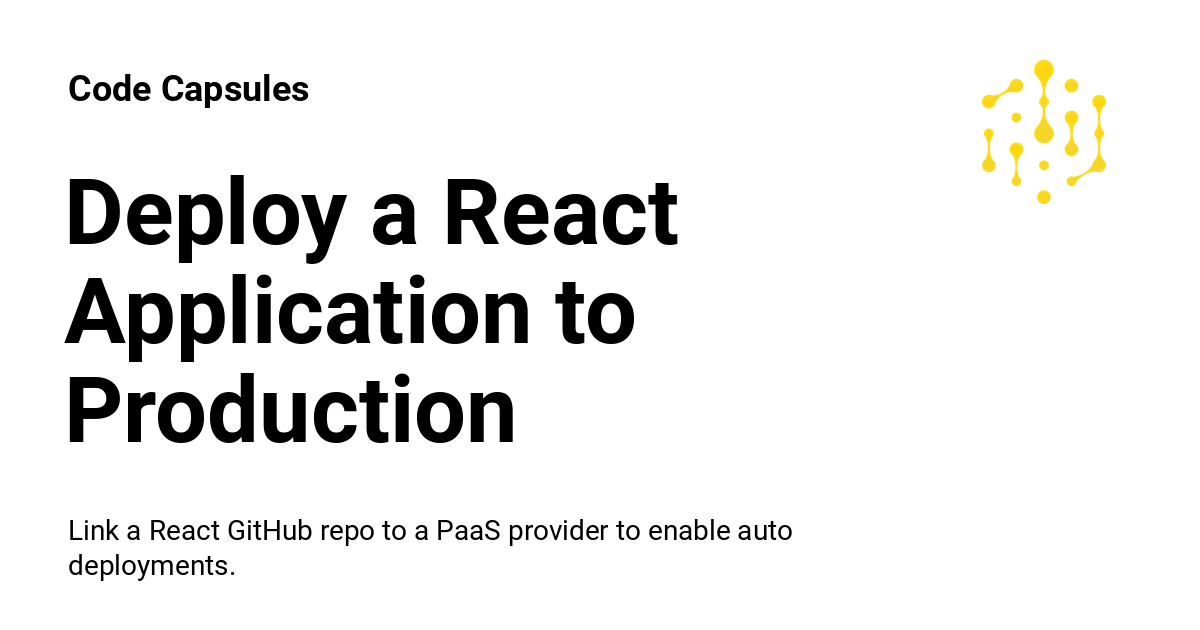 Code Capsules
Deploy a React
Application to
Production
Link a React GitHub repo to a PaaS provider to enable auto
deployments.